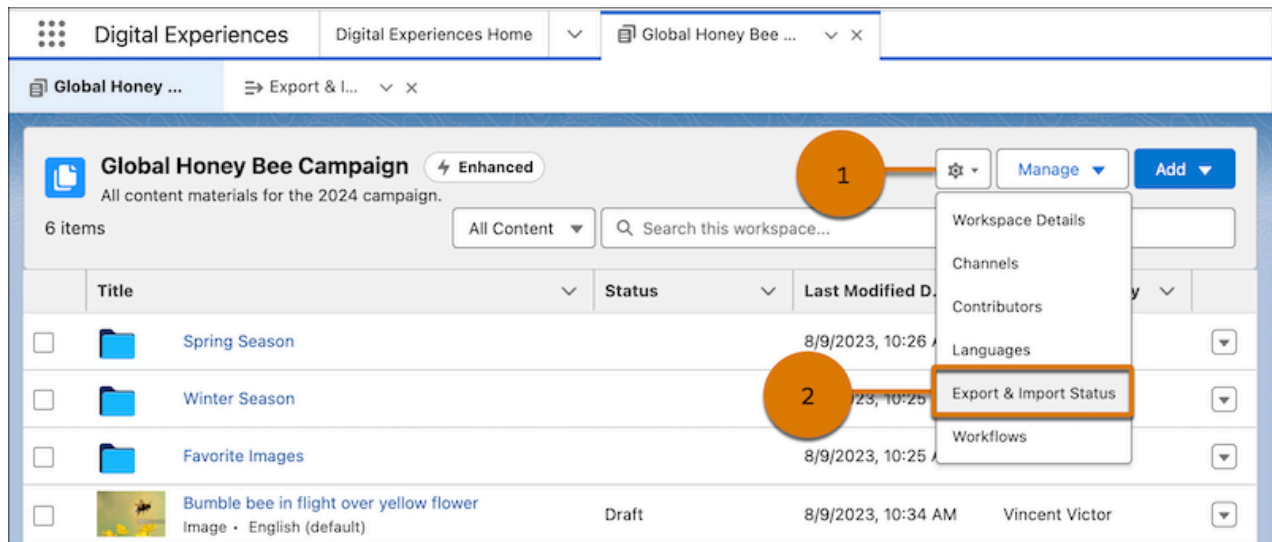 Digital Experiences
Digital Experiences Home
Global Honey Bee ...
Global Honey ...
Export & I...
Global Honey Bee Campaign
Enhanced
All content materials for the 2024 campaign.
6 items
1
Manage
Add
All Content
Search this workspace...
Workspace Details
Channels
Contributors
Languages
Export & Import Status
Workflows
2
Title
Status
Last Modified D.
y
Spring Season
8/9/2023, 10:26
Winter Season
23, 10:25
Favorite Images
8/9/2023, 10:25
Bumble bee in flight over yellow flower
Image • English (default)
Draft
8/9/2023, 10:34 AM
Vincent Victor